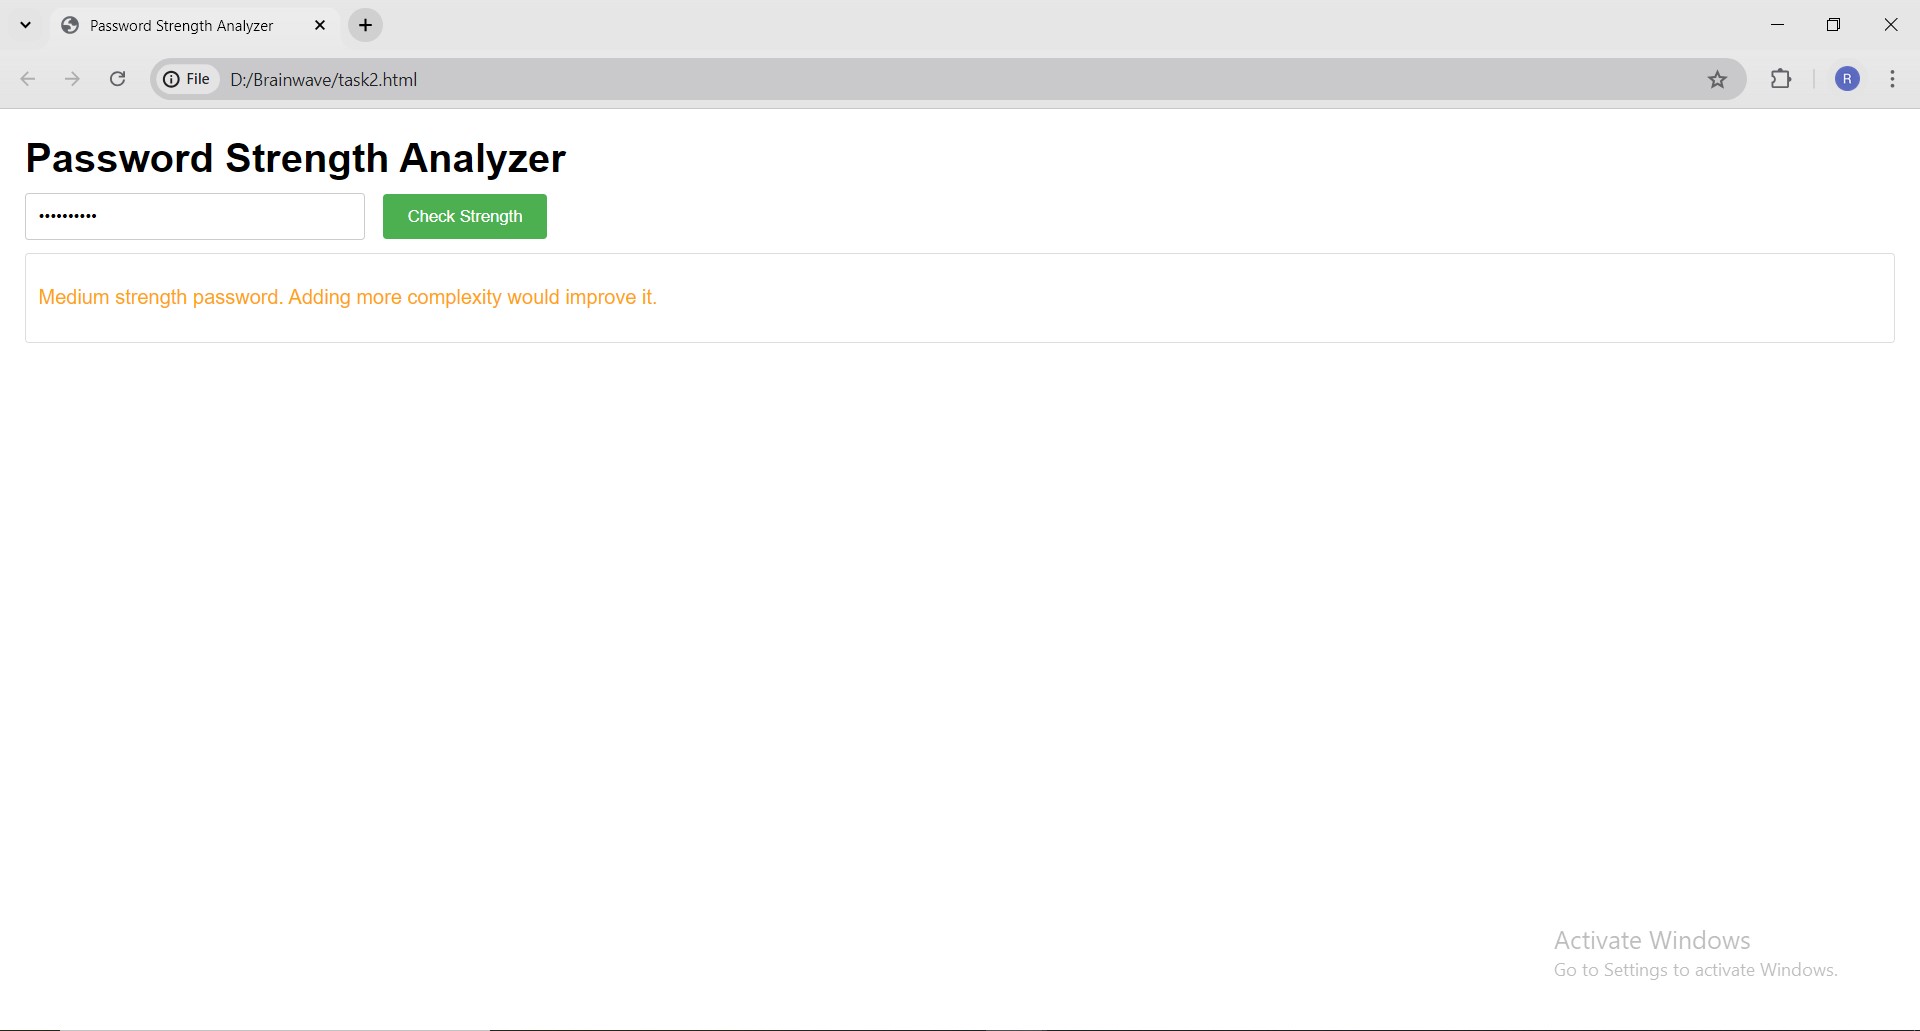 Password Strength Analyzer
File D:/Brainwave/task2.html
R
Password Strength Analyzer
•••••••••• Check Strength
Medium strength password. Adding more complexity would improve it.
Activate Windows
Go to Settings to activate Windows.